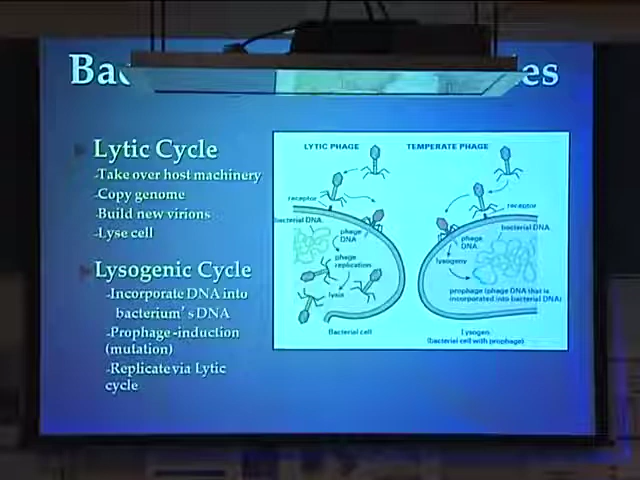 Lytic Cycle
-Take over host machinery
-Copy genome
-Build new virions
-Lyse cell
Lysogenic Cycle
-Incorporate DNA into
bacterium's DNA
-Prophage-induction
(mutation)
-Replicate via Lytic
cycle
LYTIC PHAGE
receptor
bacterial DNA
phage
DNA
phage
replication
lysis
Bacterial cell
TEMPERATE PHAGE
receptor
bacterial DNA
phage
DNA
lysogeny
prophage (phage DNA that is
incorporated into bacterial DNA)
Lysogen
(bacterial cell with prophage)